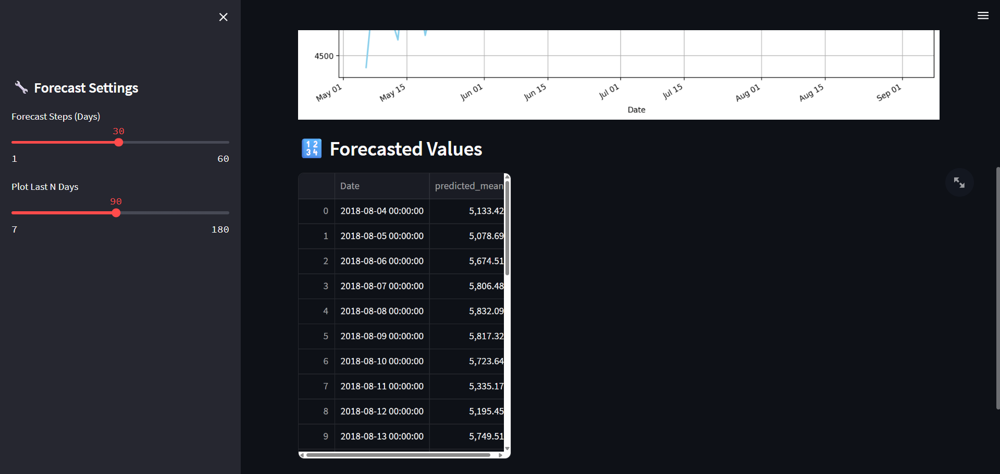 🔧 Forecast Settings
Forecast Steps (Days)
30
1 60
Plot Last N Days
90
7 180
4500
May 01 May 15 Jun 01 Jun 15 Jul 01 Jul 15 Aug 01 Aug 15 Sep 01
Date
🔢 Forecasted Values
Date predicted_mean
0 2018-08-04 00:00:00 5,133.42
1 2018-08-05 00:00:00 5,078.69
2 2018-08-06 00:00:00 5,674.51
3 2018-08-07 00:00:00 5,806.48
4 2018-08-08 00:00:00 5,832.09
5 2018-08-09 00:00:00 5,817.32
6 2018-08-10 00:00:00 5,723.64
7 2018-08-11 00:00:00 5,335.17
8 2018-08-12 00:00:00 5,195.45
9 2018-08-13 00:00:00 5,749.51